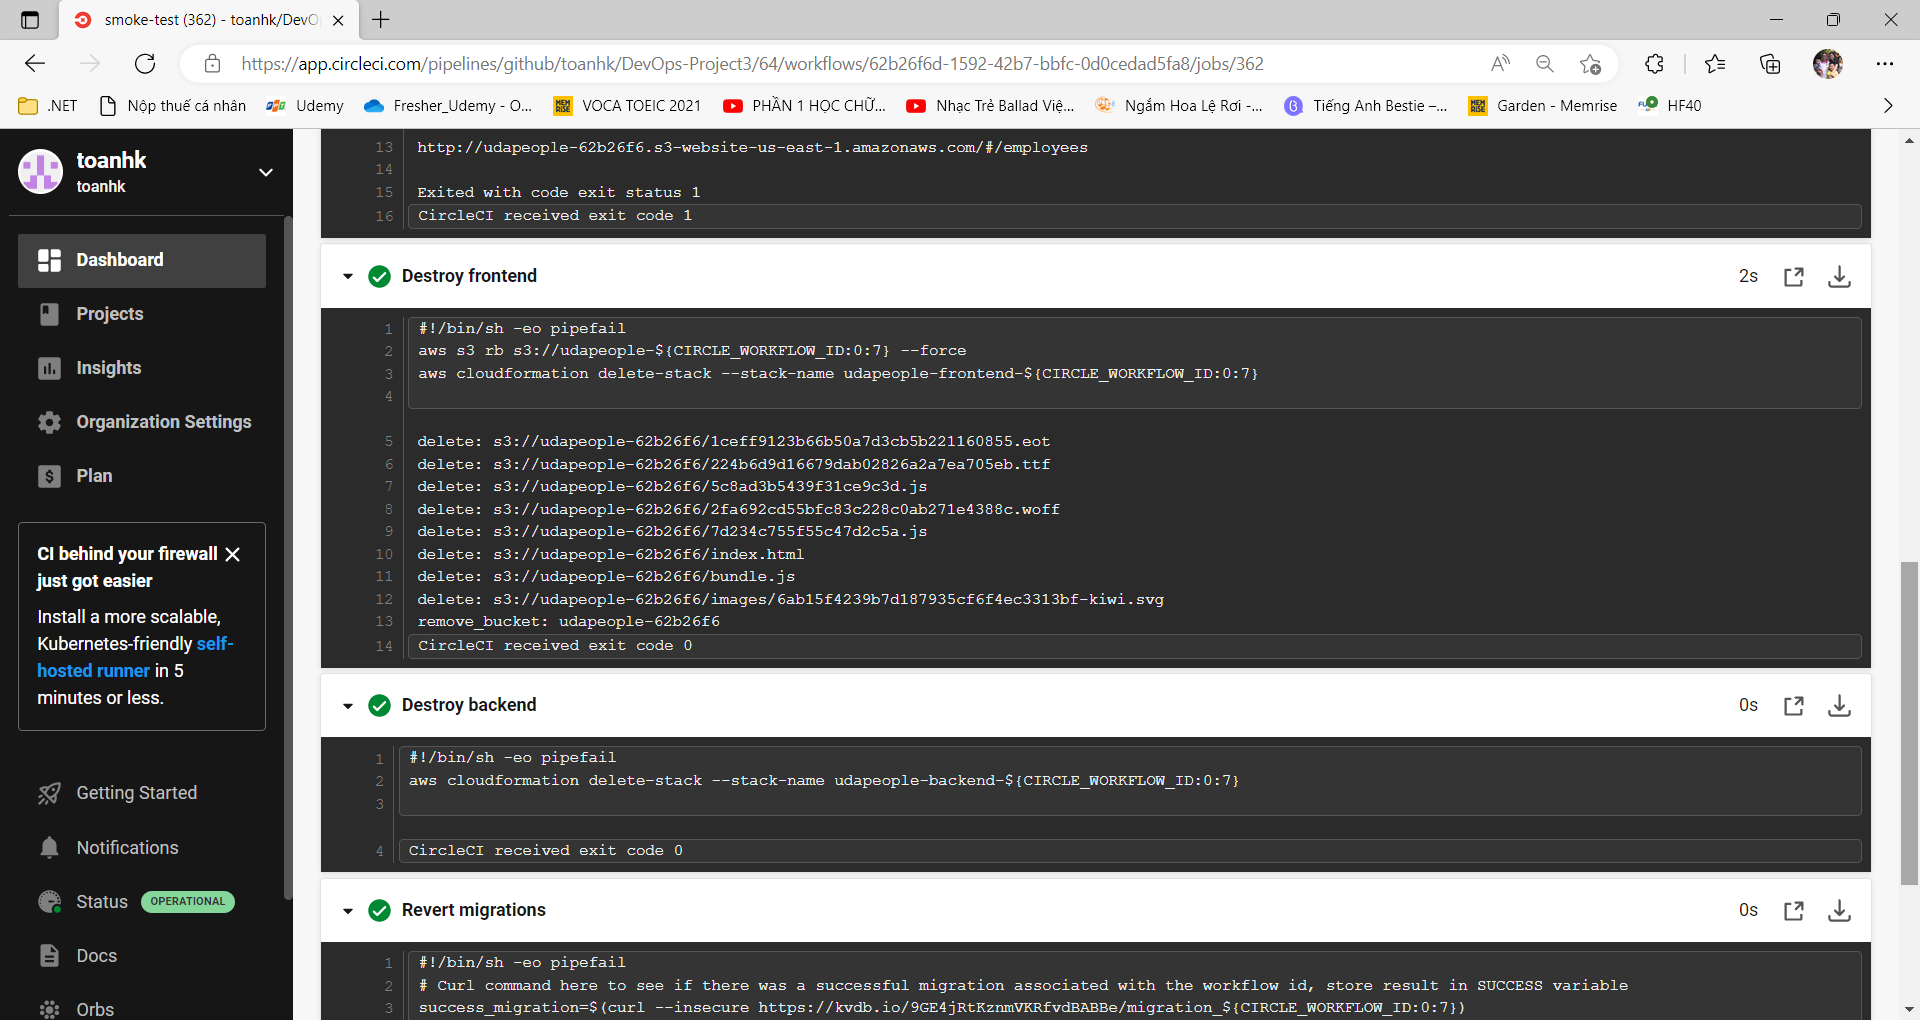 smoke-test (362) - toanhk/DevO
https://app.circleci.com/pipelines/github/toanhk/DevOps-Project3/64/workflows/62b26f6d-1592-42b7-bbfc-0d0cedad5fa8/jobs/362
.NET
Nộp thuế cá nhân
Udemy
Fresher_Udemy - O...
VOCA TOEIC 2021
PHẦN 1 HỌC CHỮ...
Nhạc Trẻ Ballad Việ...
Ngắm Hoa Lệ Rơi -...
Tiếng Anh Bestie –...
Garden - Memrise
HF40
toanhk
toanhk
Dashboard
Projects
Insights
Organization Settings
Plan
CI behind your firewall
just got easier
Install a more scalable,
Kubernetes-friendly self-
hosted runner in 5
minutes or less.
Getting Started
Notifications
Status OPERATIONAL
Docs
Orbs
13 http://udapeople-62b26f6.s3-website-us-east-1.amazonaws.com/#/employees
14
15 Exited with code exit status 1
16 CircleCI received exit code 1
Destroy frontend 2s
1 #!/bin/sh -eo pipefail
2 aws s3 rb s3://udapeople-${CIRCLE_WORKFLOW_ID:0:7} --force
3 aws cloudformation delete-stack --stack-name udapeople-frontend-${CIRCLE_WORKFLOW_ID:0:7}
4
5 delete: s3://udapeople-62b26f6/1ceff9123b66b50a7d3cb5b221160855.eot
6 delete: s3://udapeople-62b26f6/224b6d9d16679dab02826a2a7ea705eb.ttf
7 delete: s3://udapeople-62b26f6/5c8ad3b5439f31ce9c3d.js
8 delete: s3://udapeople-62b26f6/2fa692cd55bfc83c228c0ab271e4388c.woff
9 delete: s3://udapeople-62b26f6/7d234c755f55c47d2c5a.js
10 delete: s3://udapeople-62b26f6/index.html
11 delete: s3://udapeople-62b26f6/bundle.js
12 delete: s3://udapeople-62b26f6/images/6ab15f4239b7d187935cf6f4ec3313bf-kiwi.svg
13 remove_bucket: udapeople-62b26f6
14 CircleCI received exit code 0
Destroy backend 0s
1 #!/bin/sh -eo pipefail
2 aws cloudformation delete-stack --stack-name udapeople-backend-${CIRCLE_WORKFLOW_ID:0:7}
3
4 CircleCI received exit code 0
Revert migrations 0s
1 #!/bin/sh -eo pipefail
2 # Curl command here to see if there was a successful migration associated with the workflow id, store result in SUCCESS variable
3 success_migration=$(curl --insecure https://kvdb.io/9GE4jRtKznmVKRfvdBABBe/migration_${CIRCLE_WORKFLOW_ID:0:7})